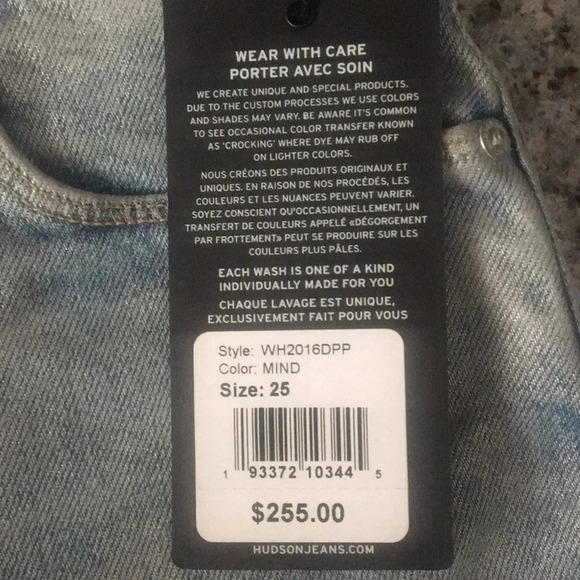 WEAR WITH CARE
PORTER AVEC SOIN
WE CREATE UNIQUE AND SPECIAL PRODUCTS.
DUE TO THE CUSTOM PROCESSES WE USE COLORS
AND SHADES MAY VARY. BE AWARE IT'S COMMON
TO SEE OCCASIONAL COLOR TRANSFER KNOWN
AS 'CROCKING' WHERE DYE MAY RUB OFF
ON LIGHTER COLORS.
NOUS CRÉONS DES PRODUITS ORIGINAUX ET
UNIQUES. EN RAISON DE NOS PROCÉDÉS, LES
COULEURS ET LES NUANCES PEUVENT VARIER.
SOYEZ CONSCIENT QU'OCCASIONNELLEMENT, UN
TRANSFERT DE COULEURS APPELÉ «DÉGORGEMENT
PAR FROTTEMENT» PEUT SE PRODUIRE SUR LES
COULEURS PLUS PÂLES.
EACH WASH IS ONE OF A KIND
INDIVIDUALLY MADE FOR YOU
CHAQUE LAVAGE EST UNIQUE,
EXCLUSIVEMENT FAIT POUR VOUS
Style: WH2016DPP
Color: MIND
Size: 25
1 93372 10344 5
$255.00
HUDSONJEANS.COM